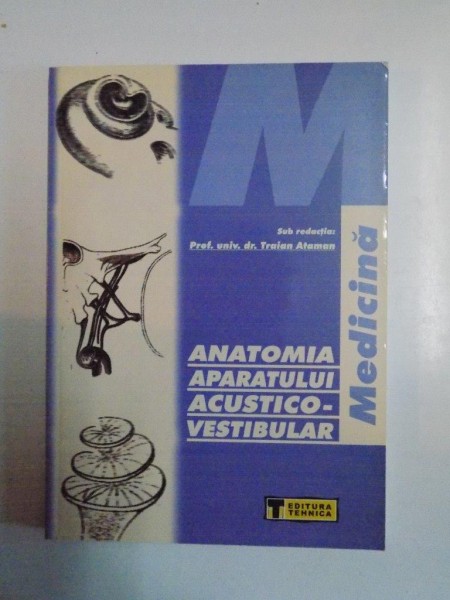 M
Sub redacția:
Prof. univ. dr. Traian Ataman
Medicină
ANATOMIA
APARATULUI
ACUSTICO-
VESTIBULAR
T
EDITURA
TEHNICA